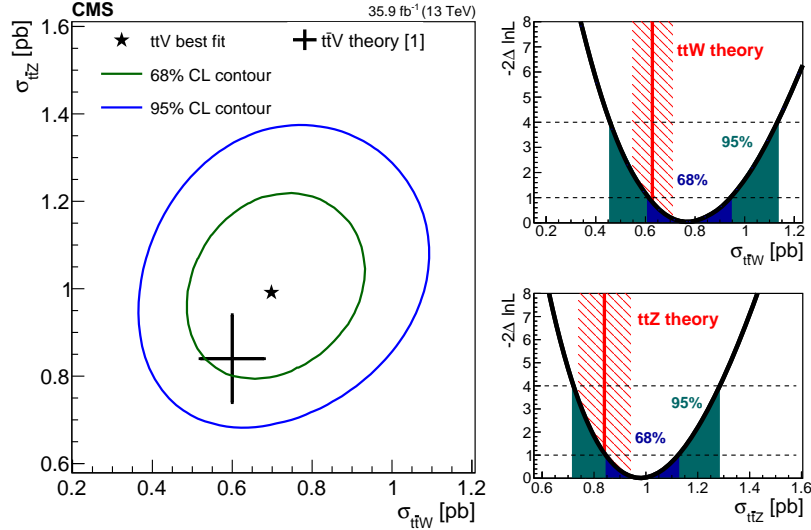 CMS
35.9 fb⁻¹ (13 TeV)
σ_tt̄Z [pb]
1.6
1.4
1.2
1
0.8
0.6
ttV best fit
tt̄V theory [1]
68% CL contour
95% CL contour
0.2 0.4 0.6 0.8 1 1.2
σ_tt̄W [pb]
-2Δ lnL
8
7
6
5
4
3
2
1
0
ttW theory
95%
68%
0.2 0.4 0.6 0.8 1 1.2
σ_tt̄W [pb]
-2Δ lnL
8
7
6
5
4
3
2
1
0
ttZ theory
95%
68%
0.6 0.8 1 1.2 1.4 1.6
σ_tt̄Z [pb]